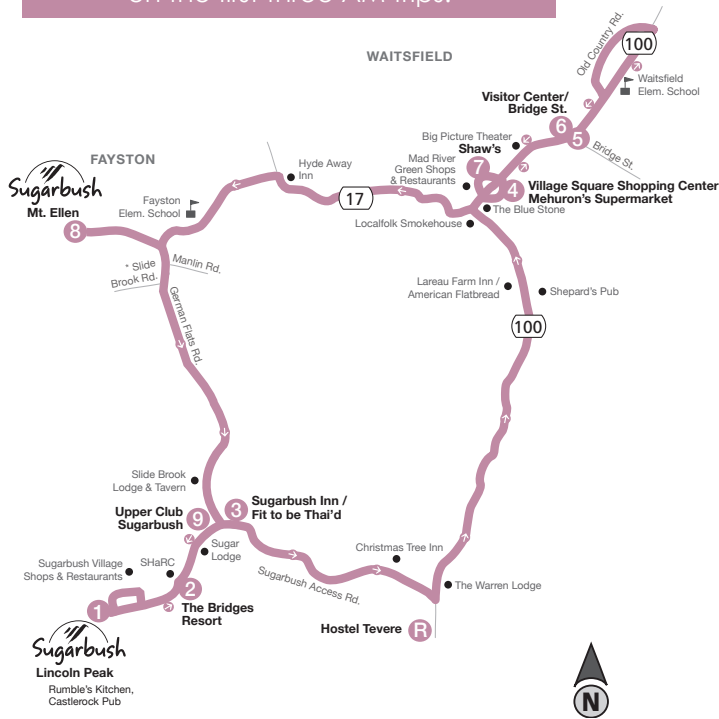 WAITSFIELD
Old Country Rd.
100
Waitsfield
Elem. School
Visitor Center/
Bridge St.
6
5
Bridge St.
Big Picture Theater
Shaw's
7
Mad River
Green Shops
& Restaurants
4
Village Square Shopping Center
Mehuron's Supermarket
The Blue Stone
Localfolk Smokehouse
FAYSTON
Hyde Away
Inn
17
Sugarbush
Mt. Ellen
8
Fayston
Elem. School
* Slide
Brook Rd.
Manlin Rd.
German Flats Rd.
Lareau Farm Inn /
American Flatbread
Shepard's Pub
100
Slide Brook
Lodge & Tavern
Upper Club
Sugarbush
9
3
Sugarbush Inn /
Fit to be Thai'd
Sugar
Lodge
Sugarbush Village
Shops & Restaurants
SHaRC
2
The Bridges
Resort
1
Sugarbush
Lincoln Peak
Rumble's Kitchen,
Castlerock Pub
Sugarbush Access Rd.
Christmas Tree Inn
The Warren Lodge
Hostel Tevere
R
N